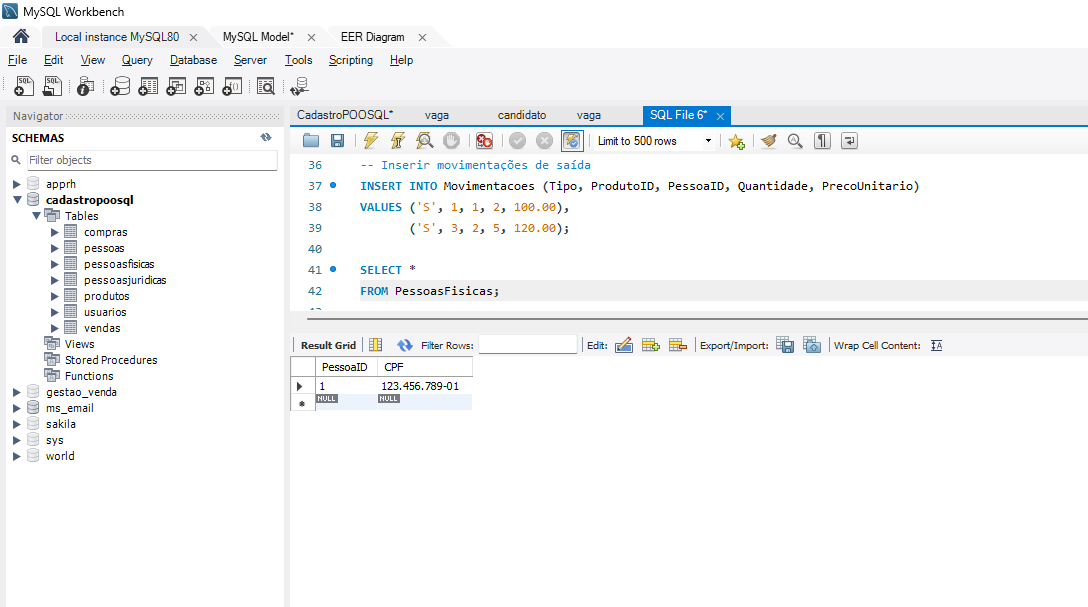 MySQL Workbench
Local instance MySQL80 × MySQL Model* × EER Diagram ×
File Edit View Query Database Server Tools Scripting Help
Navigator
SCHEMAS
Filter objects
apprh
cadastropoosql
Tables
compras
pessoas
pessoasfisicas
pessoasjuridicas
produtos
usuarios
vendas
Views
Stored Procedures
Functions
gestao_venda
ms_email
sakila
sys
world
CadastroPOOSQL* vaga candidato vaga SQL File 6* ×
Limit to 500 rows
36 -- Inserir movimentações de saída
37 INSERT INTO Movimentacoes (Tipo, ProdutoID, PessoaID, Quantidade, PrecoUnitario)
38 VALUES ('S', 1, 1, 2, 100.00),
39 ('S', 3, 2, 5, 120.00);
40
41 SELECT *
42 FROM PessoasFisicas;
Result Grid Filter Rows: Edit: Export/Import: Wrap Cell Content:
PessoaID CPF
1 123.456.789-01
NULL NULL